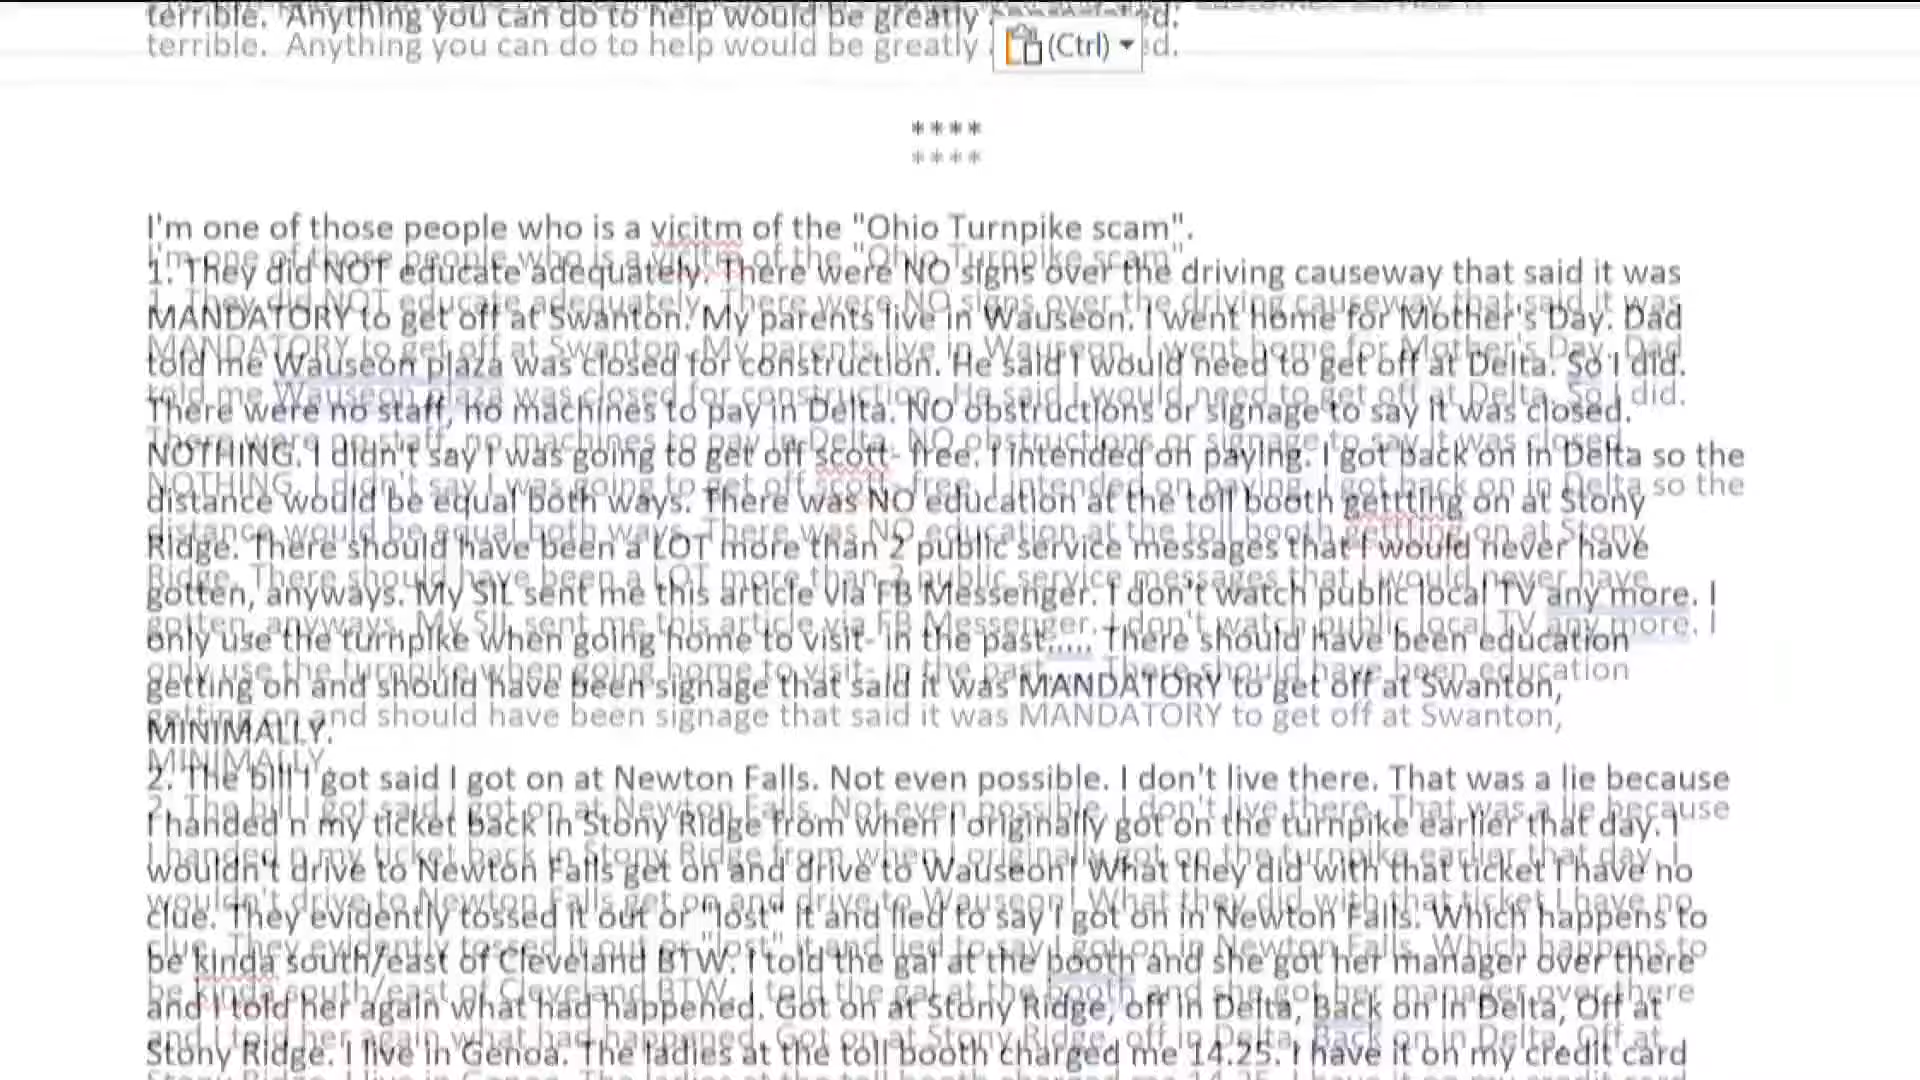 terrible. Anything you can do to help would be greatly
(Ctrl)
****
I'm one of those people who is a vicitm of the "Ohio Turnpike scam".
1. They did NOT educate adequately. There were NO signs over the driving causeway that said it was
MANDATORY to get off at Swanton. My parents live in Wauseon. I went home for Mother's Day. Dad
told me Wauseon plaza was closed for construction. He said I would need to get off at Delta. So I did.
There were no staff, no machines to pay in Delta. NO obstructions or signage to say it was closed.
NOTHING. I didn't say I was going to get off scott- free. I intended on paying. I got back on in Delta so the
distance would be equal both ways. There was NO education at the toll booth gettting on at Stony
Ridge. There should have been a LOT more than 2 public service messages that I would never have
gotten, anyways. My SIL sent me this article via FB Messenger. I don't watch public local TV any more. I
only use the turnpike when going home to visit- in the past..... There should have been education
getting on and should have been signage that said it was MANDATORY to get off at Swanton,
MINIMALLY.
2. The bill I got said I got on at Newton Falls. Not even possible. I don't live there. That was a lie because
I handed n my ticket back in Stony Ridge from when I originally got on the turnpike earlier that day. I
wouldn't drive to Newton Falls get on and drive to Wauseon! What they did with that ticket I have no
clue. They evidently tossed it out or "lost" it and lied to say I got on in Newton Falls. Which happens to
be kinda south/east of Cleveland BTW. I told the gal at the booth and she got her manager over there
and I told her again what had happened. Got on at Stony Ridge, off in Delta, Back on in Delta, Off at
Stony Ridge. I live in Genoa. The ladies at the toll booth charged me 14.25. I have it on my credit card